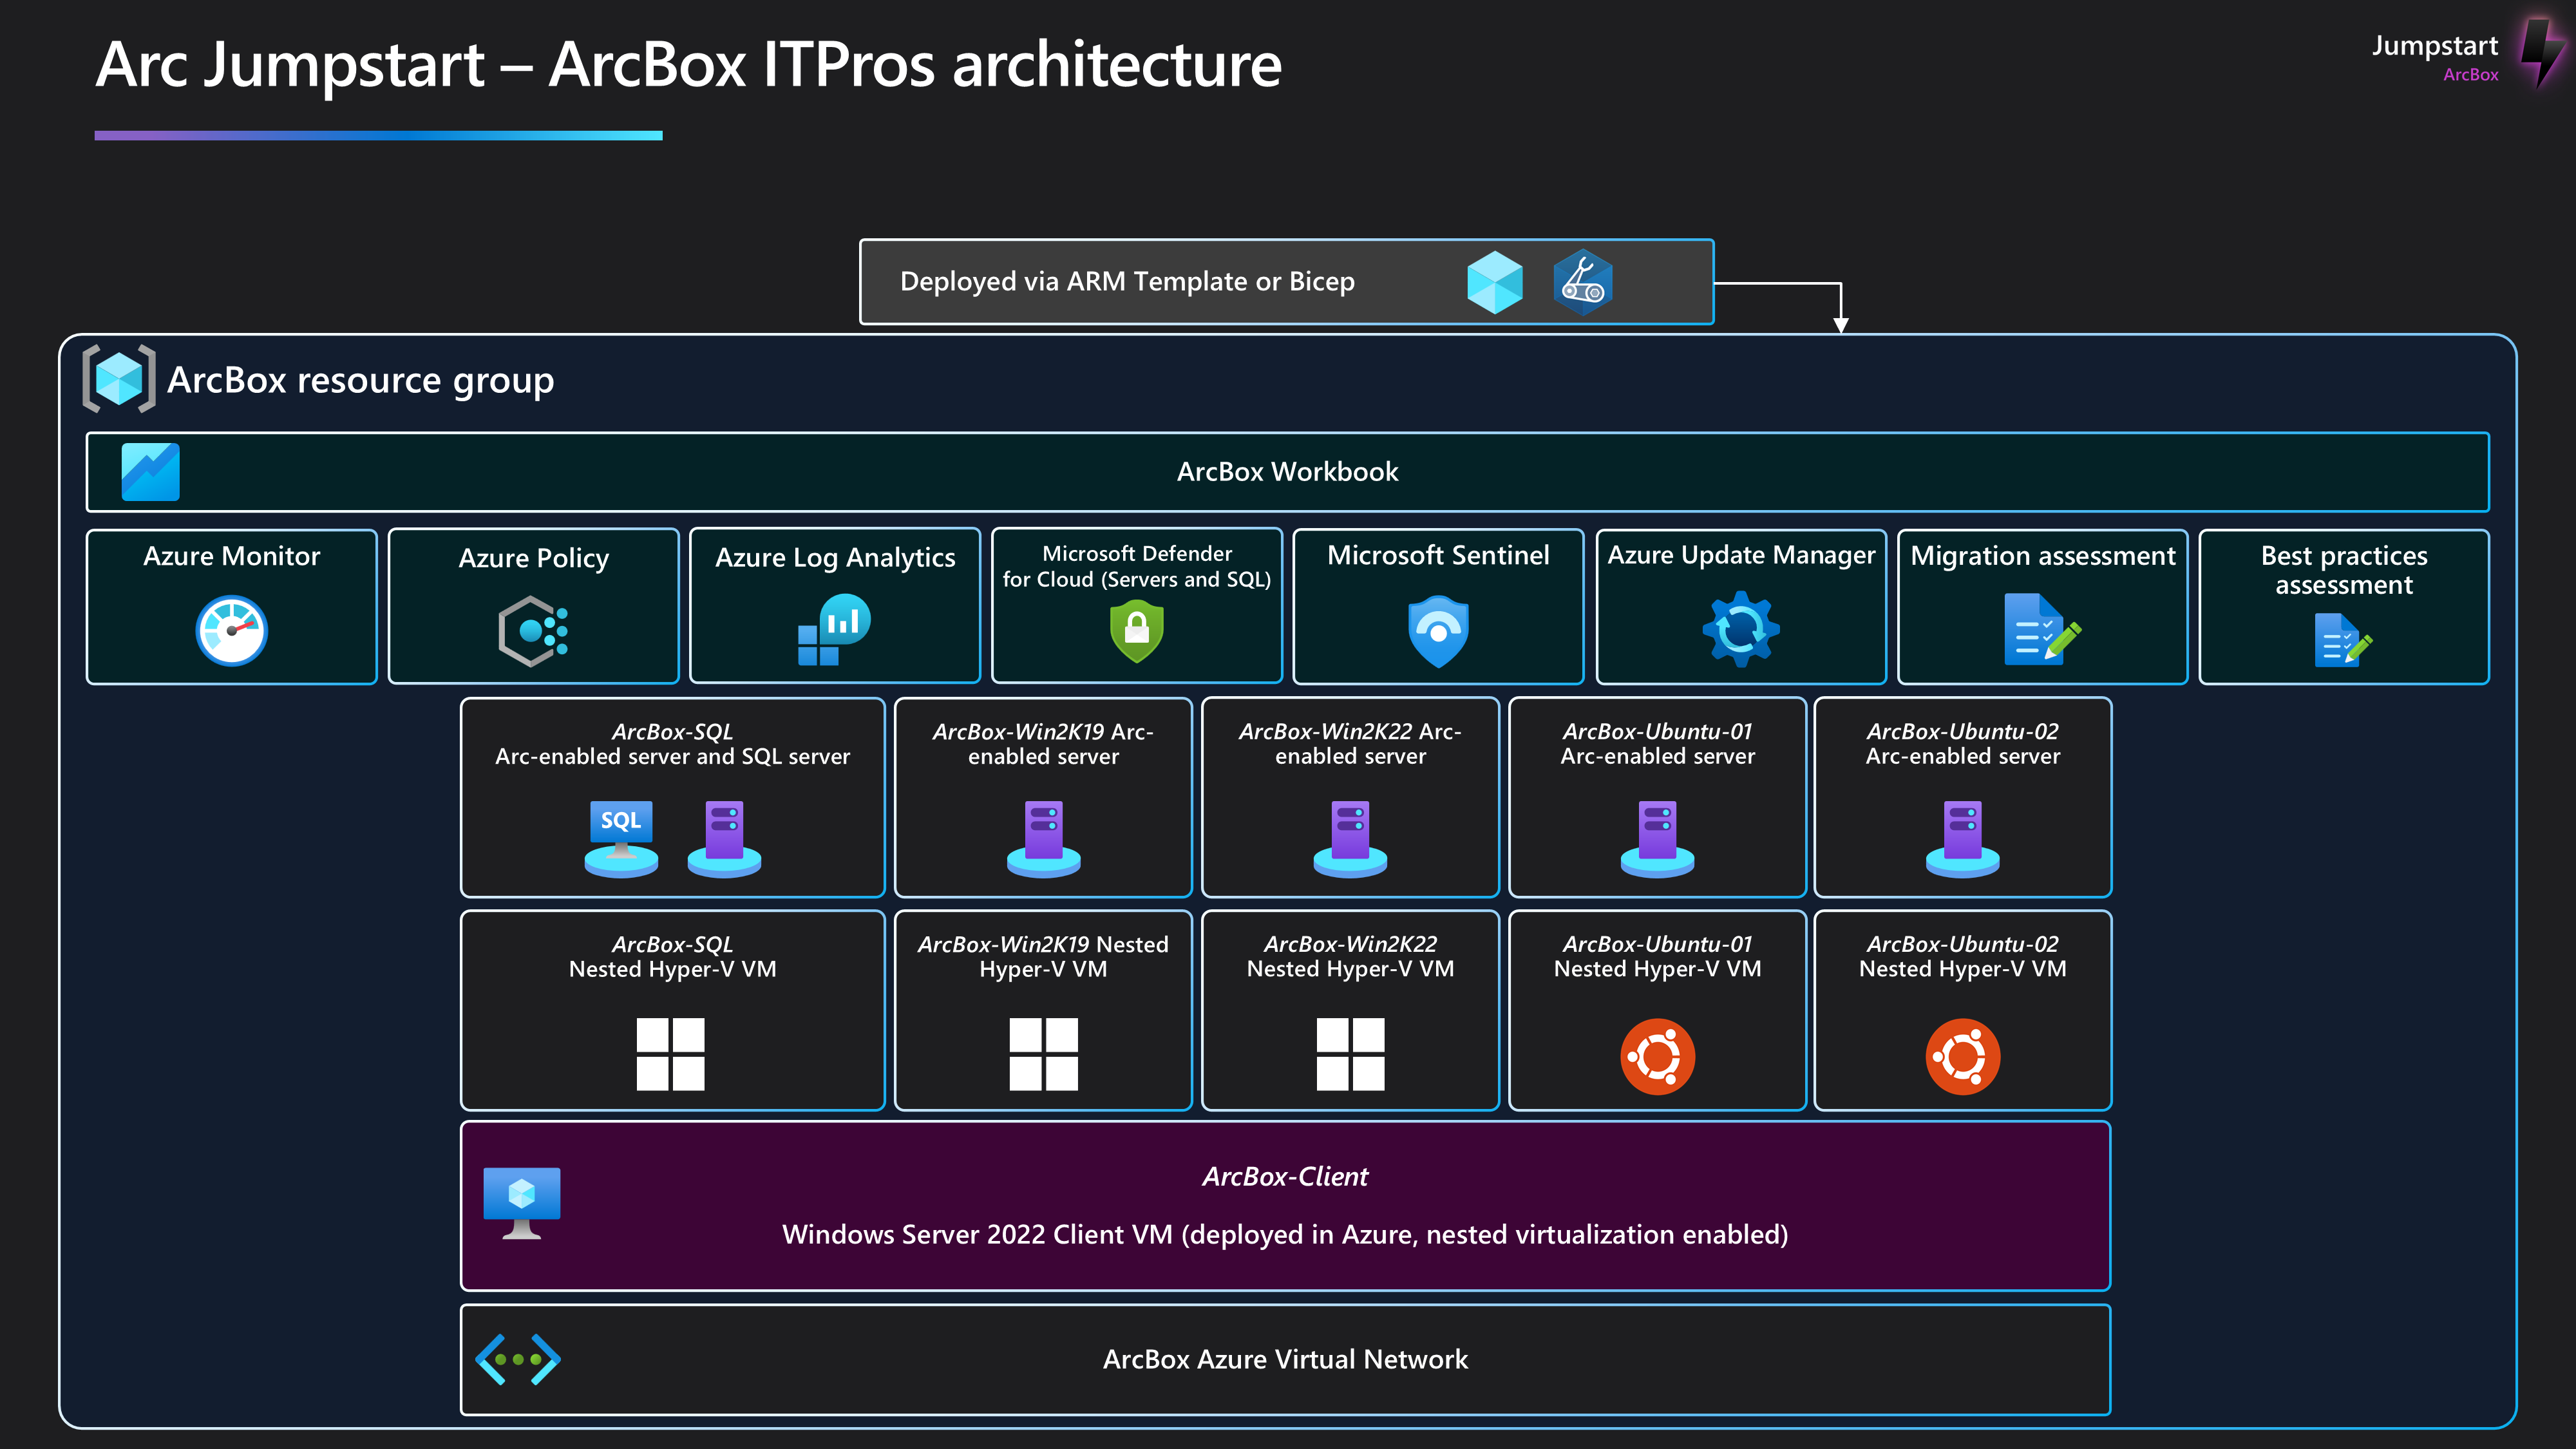 Arc Jumpstart – ArcBox ITPros architecture
Jumpstart
ArcBox
Deployed via ARM Template or Bicep
ArcBox resource group
ArcBox Workbook
Azure Monitor
Azure Policy
Azure Log Analytics
Microsoft Defender
for Cloud (Servers and SQL)
Microsoft Sentinel
Azure Update Manager
Migration assessment
Best practices
assessment
ArcBox-SQL
Arc-enabled server and SQL server
SQL
ArcBox-Win2K19 Arc-
enabled server
ArcBox-Win2K22 Arc-
enabled server
ArcBox-Ubuntu-01
Arc-enabled server
ArcBox-Ubuntu-02
Arc-enabled server
ArcBox-SQL
Nested Hyper-V VM
ArcBox-Win2K19 Nested
Hyper-V VM
ArcBox-Win2K22
Nested Hyper-V VM
ArcBox-Ubuntu-01
Nested Hyper-V VM
ArcBox-Ubuntu-02
Nested Hyper-V VM
ArcBox-Client
Windows Server 2022 Client VM (deployed in Azure, nested virtualization enabled)
ArcBox Azure Virtual Network